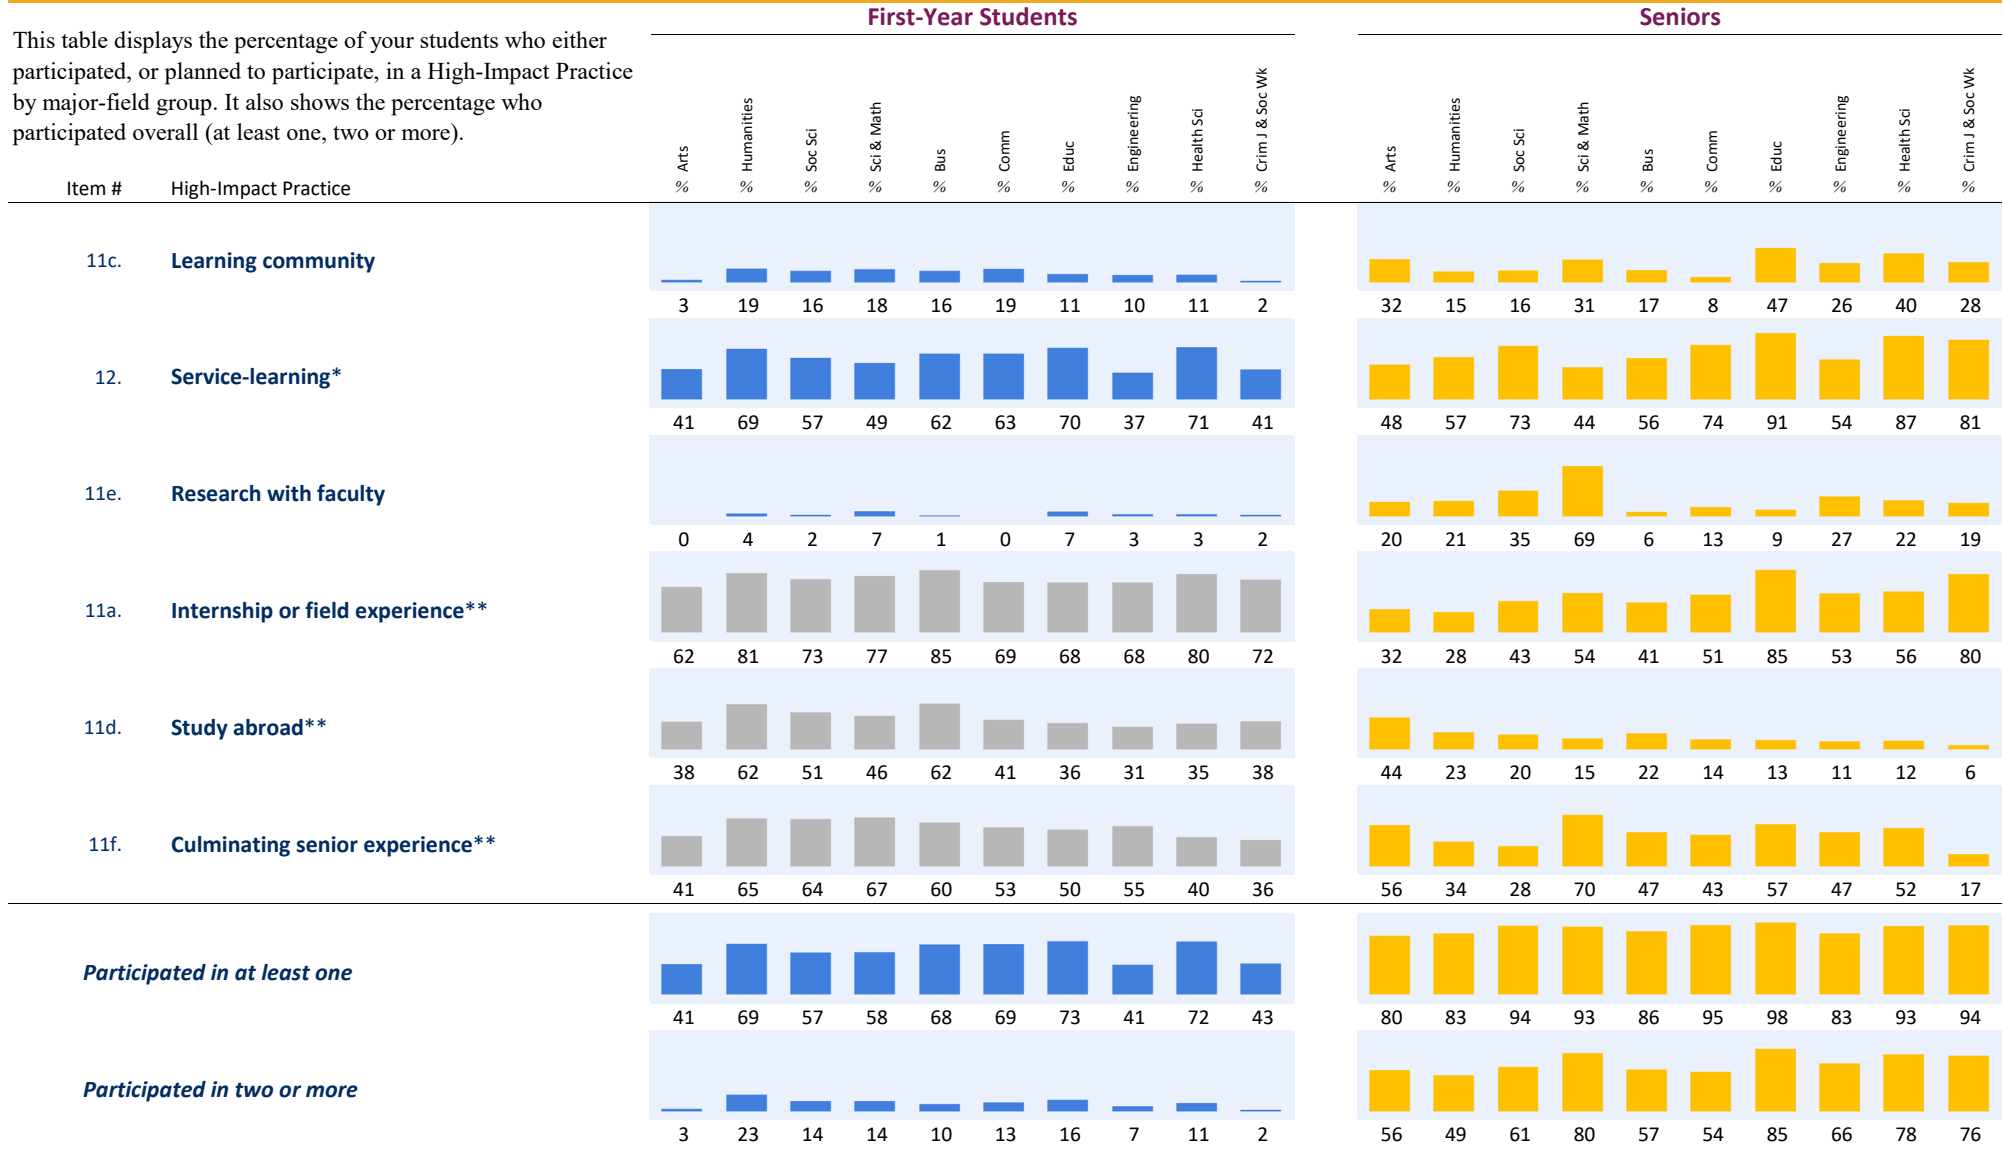 First-Year Students
Seniors
This table displays the percentage of your students who either
participated, or planned to participate, in a High-Impact Practice
by major-field group. It also shows the percentage who
participated overall (at least one, two or more).
Arts Humanities Soc Sci Sci & Math Bus Comm Educ Engineering Health Sci Crim J & Soc Wk Arts Humanities Soc Sci Sci & Math Bus Comm Educ Engineering Health Sci Crim J & Soc Wk
Item # High-Impact Practice % % % % % % % % % % % % % % % % % % % %
11c. Learning community
3 19 16 18 16 19 11 10 11 2 32 15 16 31 17 8 47 26 40 28
12. Service-learning*
41 69 57 49 62 63 70 37 71 41 48 57 73 44 56 74 91 54 87 81
11e. Research with faculty
0 4 2 7 1 0 7 3 3 2 20 21 35 69 6 13 9 27 22 19
11a. Internship or field experience**
62 81 73 77 85 69 68 68 80 72 32 28 43 54 41 51 85 53 56 80
11d. Study abroad**
38 62 51 46 62 41 36 31 35 38 44 23 20 15 22 14 13 11 12 6
11f. Culminating senior experience**
41 65 64 67 60 53 50 55 40 36 56 34 28 70 47 43 57 47 52 17
Participated in at least one
41 69 57 58 68 69 73 41 72 43 80 83 94 93 86 95 98 83 93 94
Participated in two or more
3 23 14 14 10 13 16 7 11 2 56 49 61 80 57 54 85 66 78 76